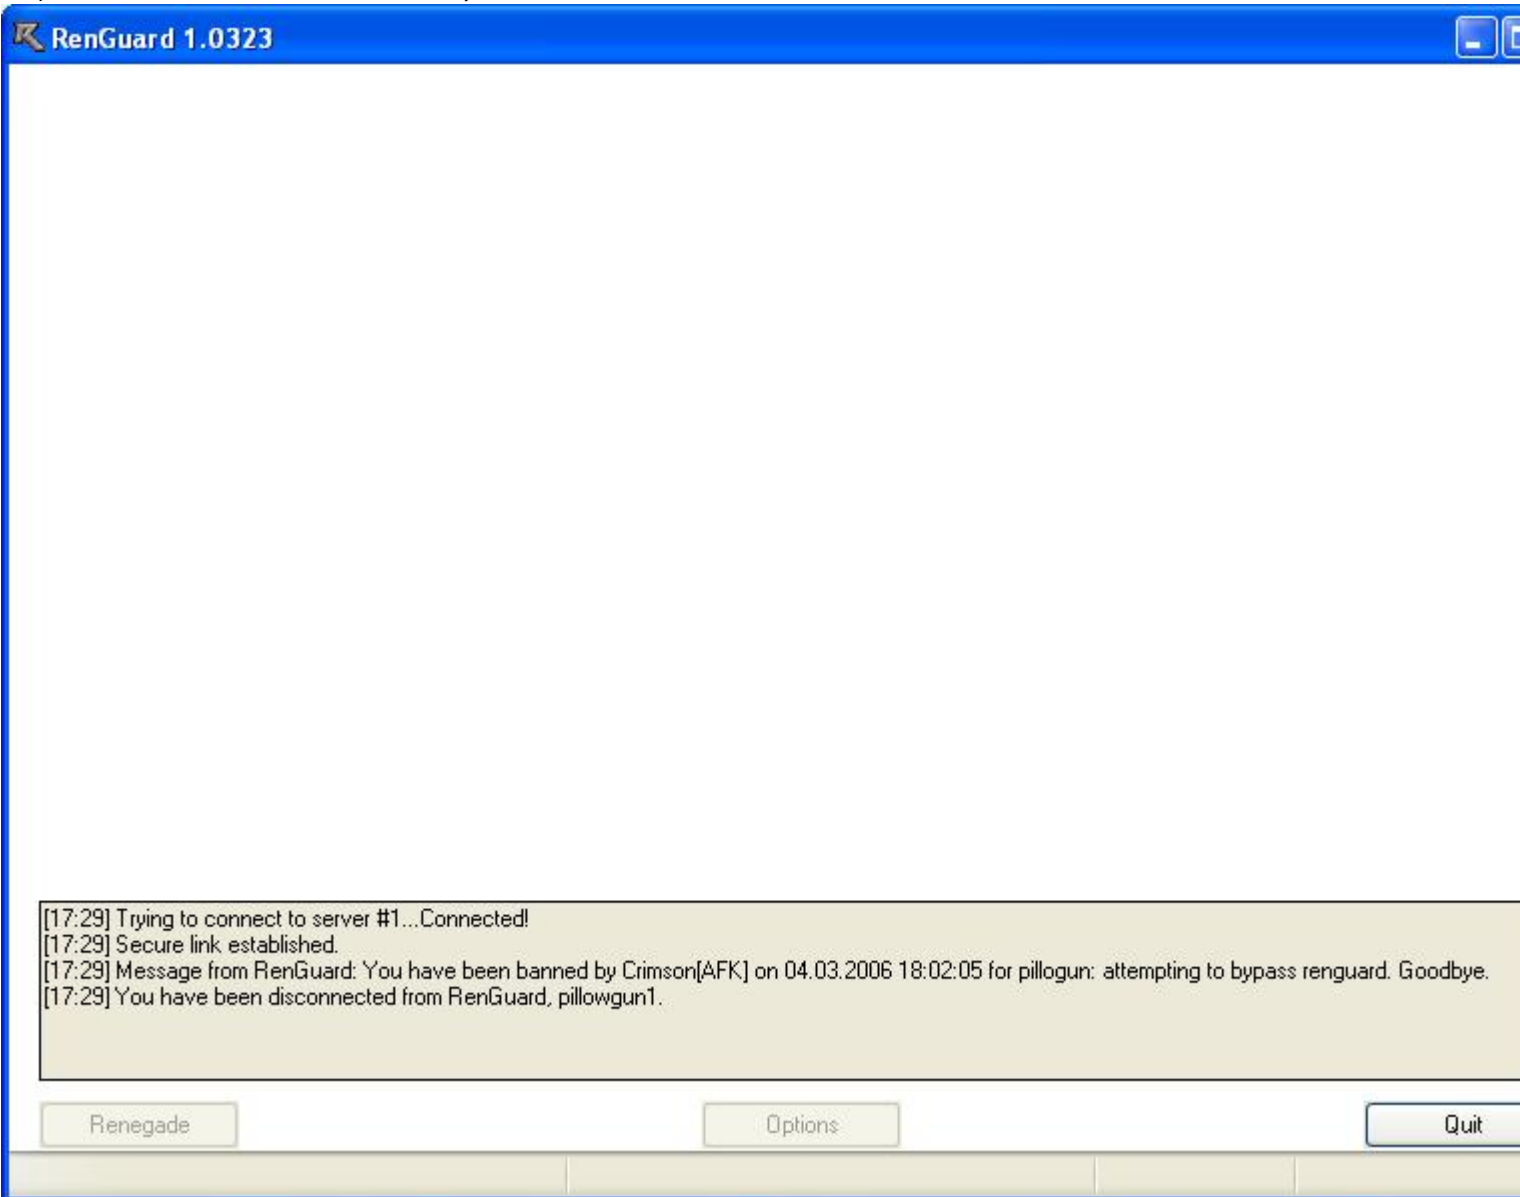 RenGuard 1.0323
[17:29] Trying to connect to server #1...Connected!
[17:29] Secure link established.
[17:29] Message from RenGuard: You have been banned by Crimson[AFK] on 04.03.2006 18:02:05 for pillogun: attempting to bypass renguard. Goodbye.
[17:29] You have been disconnected from RenGuard, pillowgun1.
Renegade
Options
Quit